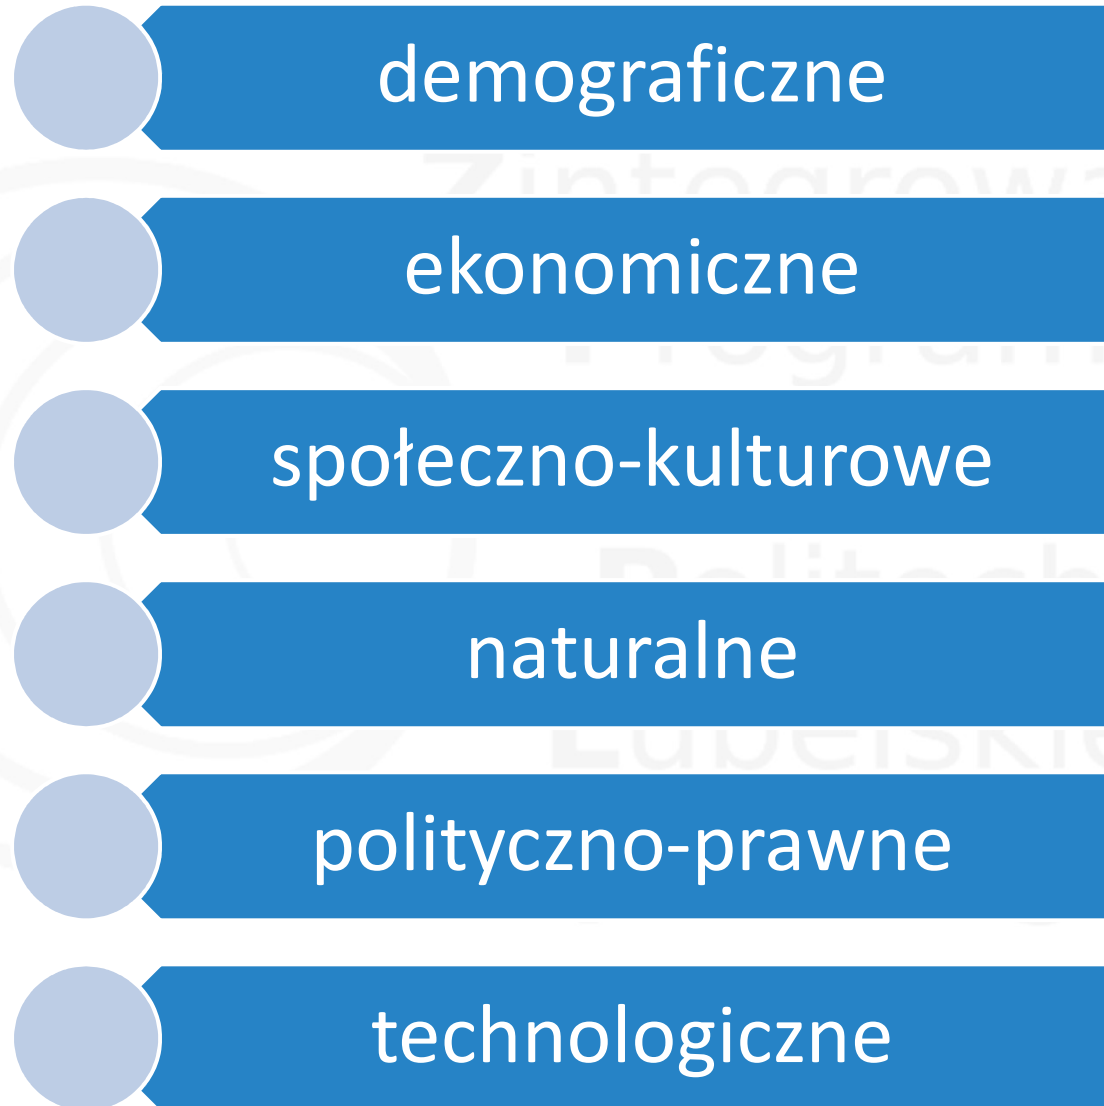 demograficzne
ekonomiczne
społeczno-kulturowe
naturalne
polityczno-prawne
technologiczne